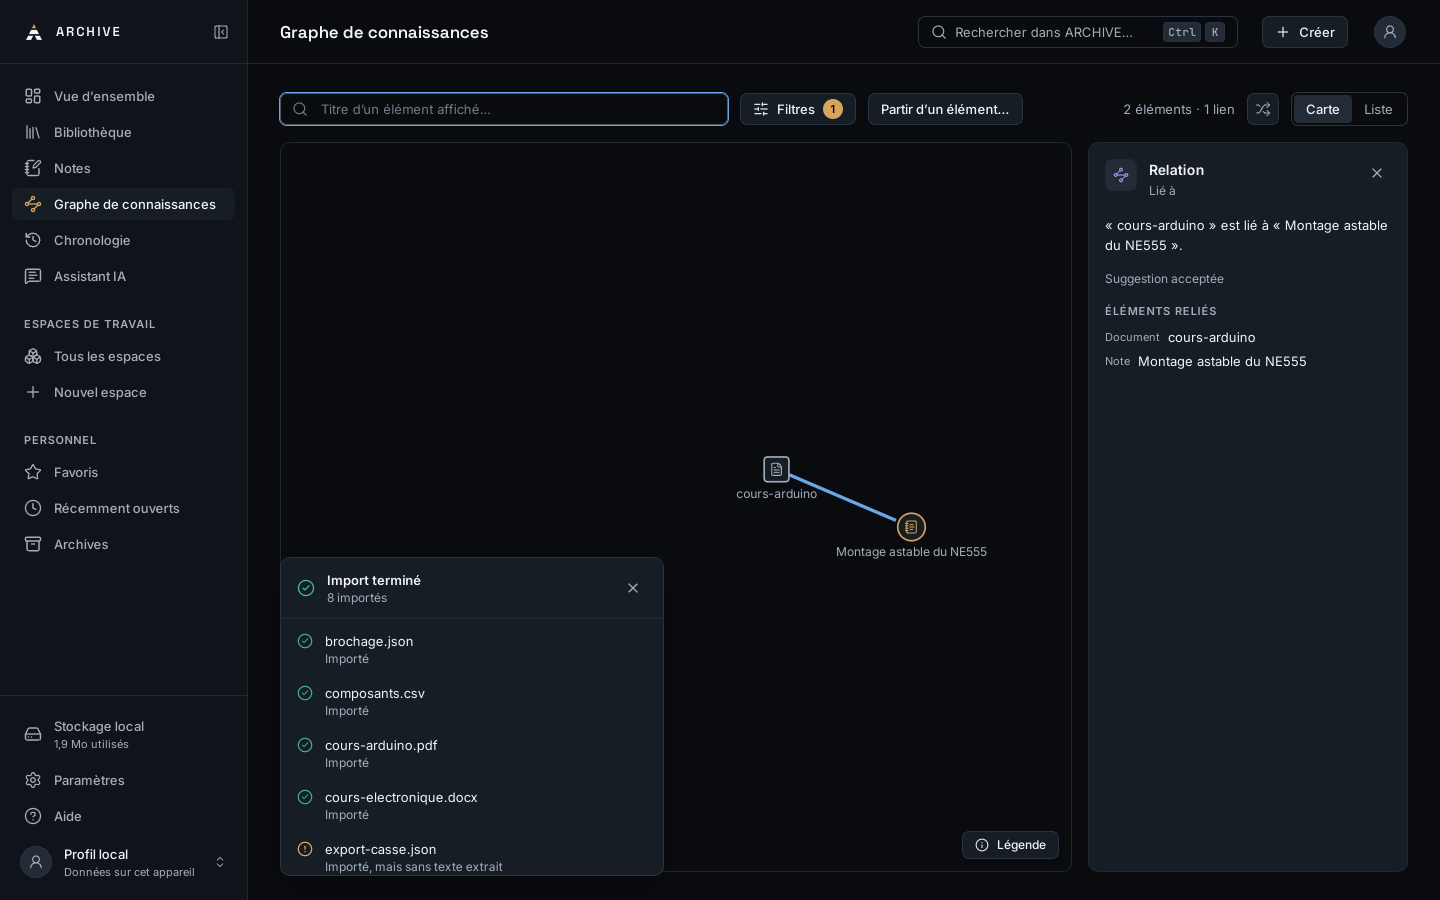 ARCHIVE
Graphe de connaissances
Rechercher dans ARCHIVE...
Ctrl
K
Créer
Vue d'ensemble
Bibliothèque
Notes
Graphe de connaissances
Chronologie
Assistant IA
ESPACES DE TRAVAIL
Tous les espaces
Nouvel espace
PERSONNEL
Favoris
Récemment ouverts
Archives
Stockage local
1,9 Mo utilisés
Paramètres
Aide
Profil local
Données sur cet appareil
Titre d'un élément affiché...
Filtres
1
Partir d'un élément...
2 éléments · 1 lien
Carte
Liste
cours-arduino
Montage astable du NE555
Import terminé
8 importés
brochage.json
Importé
composants.csv
Importé
cours-arduino.pdf
Importé
cours-electronique.docx
Importé
export-casse.json
Importé, mais sans texte extrait
Légende
Relation
Lié à
« cours-arduino » est lié à « Montage astable
du NE555 ».
Suggestion acceptée
ÉLÉMENTS RELIÉS
Document cours-arduino
Note Montage astable du NE555